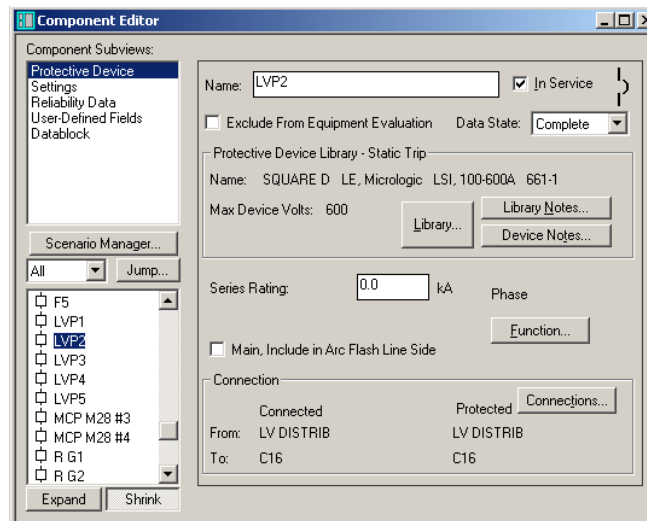 Component Editor
Component Subviews:
Protective Device
Settings
Reliability Data
User-Defined Fields
Datablock
Scenario Manager...
All
Jump...
F5
LVP1
LVP2
LVP3
LVP4
LVP5
MCP M28 #3
MCP M28 #4
R G1
R G2
Expand
Shrink
Name: LVP2
In Service
Exclude From Equipment Evaluation
Data State: Complete
Protective Device Library - Static Trip
Name: SQUARE D LE, Micrologic LSI, 100-600A 661-1
Max Device Volts: 600
Library...
Library Notes...
Device Notes...
Series Rating: 0.0 kA
Phase
Function...
Main, Include in Arc Flash Line Side
Connection
Connected Protected Connections...
From: LV DISTRIB LV DISTRIB
To: C16 C16